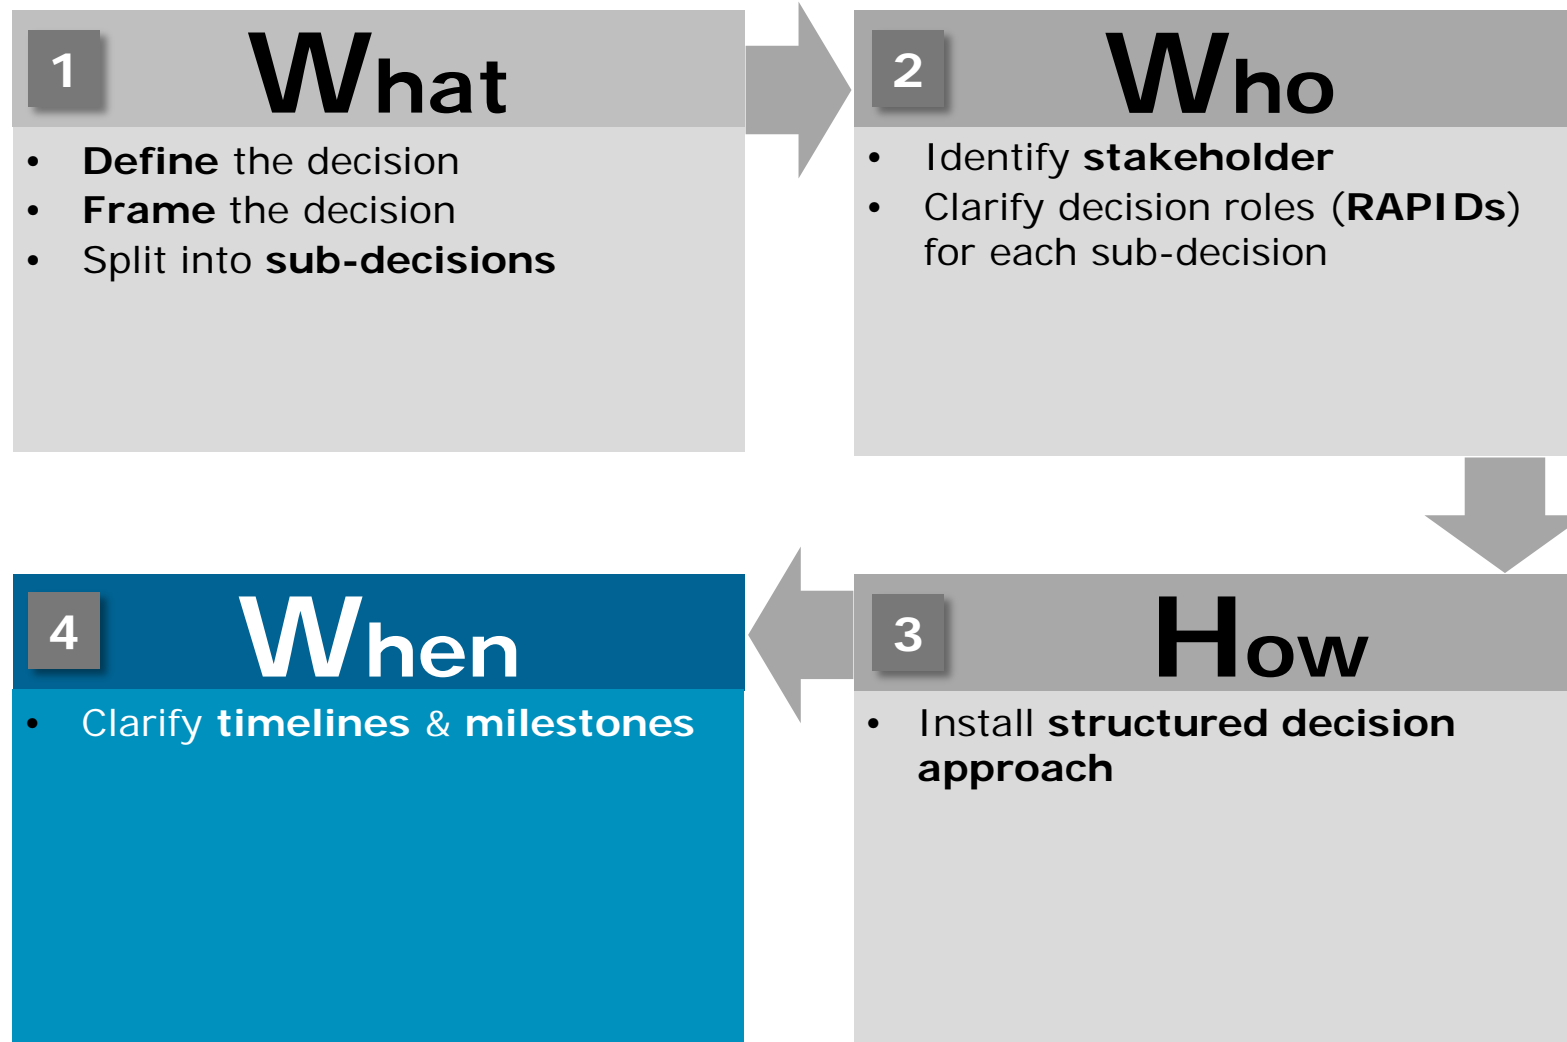 1
What
• Define the decision
• Frame the decision
• Split into sub-decisions
2
Who
• Identify stakeholder
• Clarify decision roles (RAPIDs)
for each sub-decision
3
How
• Install structured decision
approach
4
When
• Clarify timelines & milestones